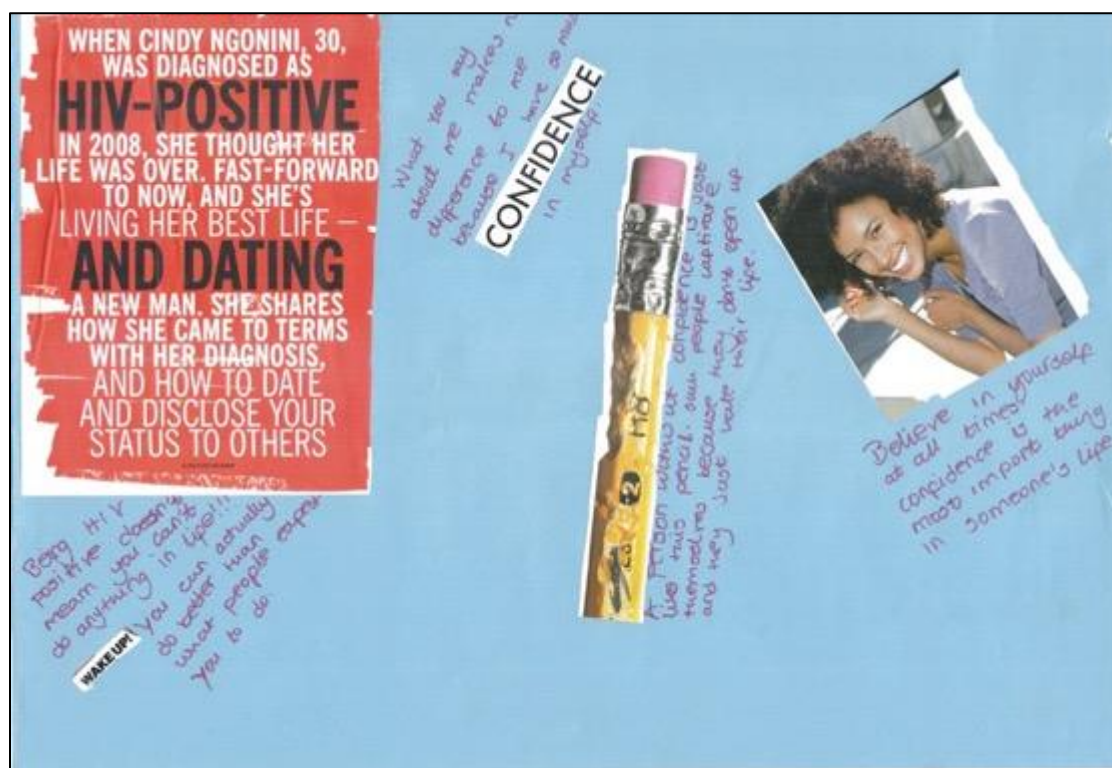 WHEN CINDY NGONINI, 30,
WAS DIAGNOSED AS
HIV-POSITIVE
IN 2008, SHE THOUGHT HER
LIFE WAS OVER. FAST-FORWARD
TO NOW, AND SHE'S
LIVING HER BEST LIFE –
AND DATING
A NEW MAN. SHE SHARES
HOW SHE CAME TO TERMS
WITH HER DIAGNOSIS,
AND HOW TO DATE
AND DISCLOSE YOUR
STATUS TO OTHERS
Being HIV
positive doesn't
mean you can't
do anything in life!!!
WAKE UP! you can actually
do better than
what people expect
you to do.
What you say
about me makes
difference to me
because I have so
CONFIDENCE
in myself.
2
A person without confidence is just
like this pencil. such people captivate
themselves because they don't open up
and they just vault their life.
Believe in yourself
at all times
confidence is the
most import thing
in someone's life